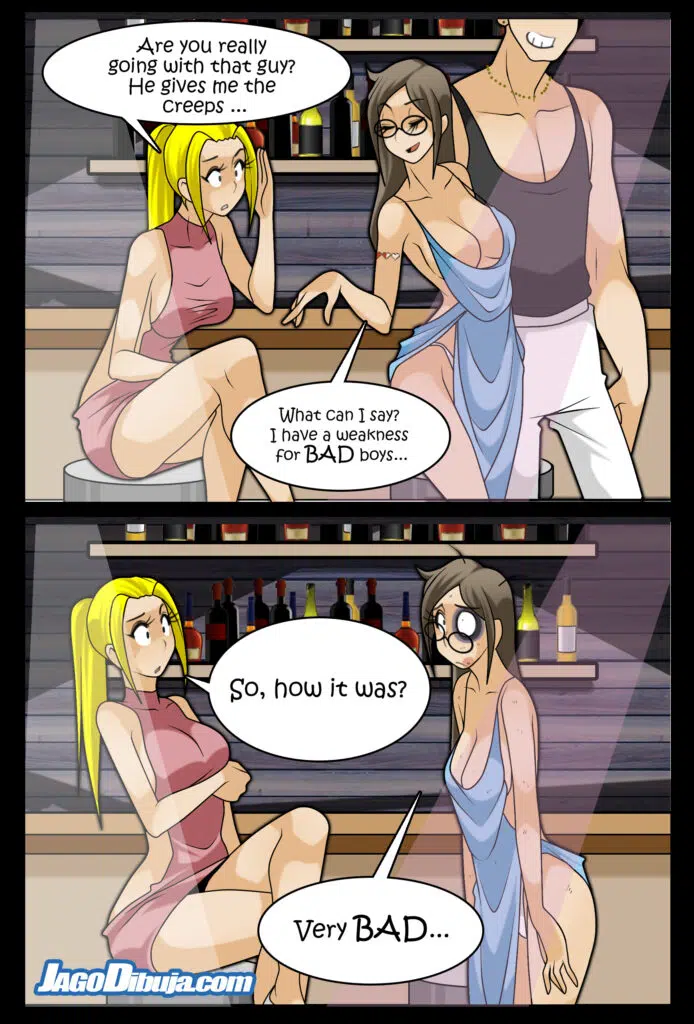 Are you really
going with that guy?
He gives me the
creeps ...
What can I say?
I have a weakness
for BAD boys...
So, how it was?
Very BAD...
JAGODibuja.com